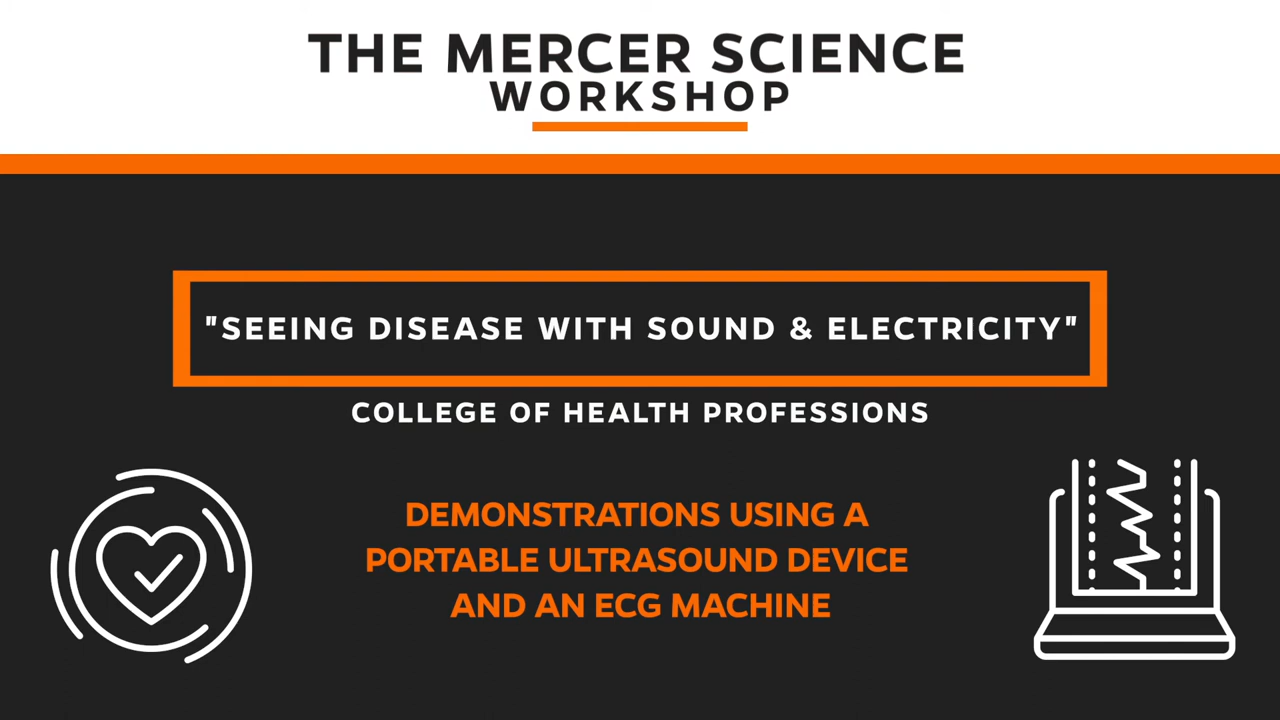 THE MERCER SCIENCE
WORKSHOP
"SEEING DISEASE WITH SOUND & ELECTRICITY"
COLLEGE OF HEALTH PROFESSIONS
DEMONSTRATIONS USING A
PORTABLE ULTRASOUND DEVICE
AND AN ECG MACHINE